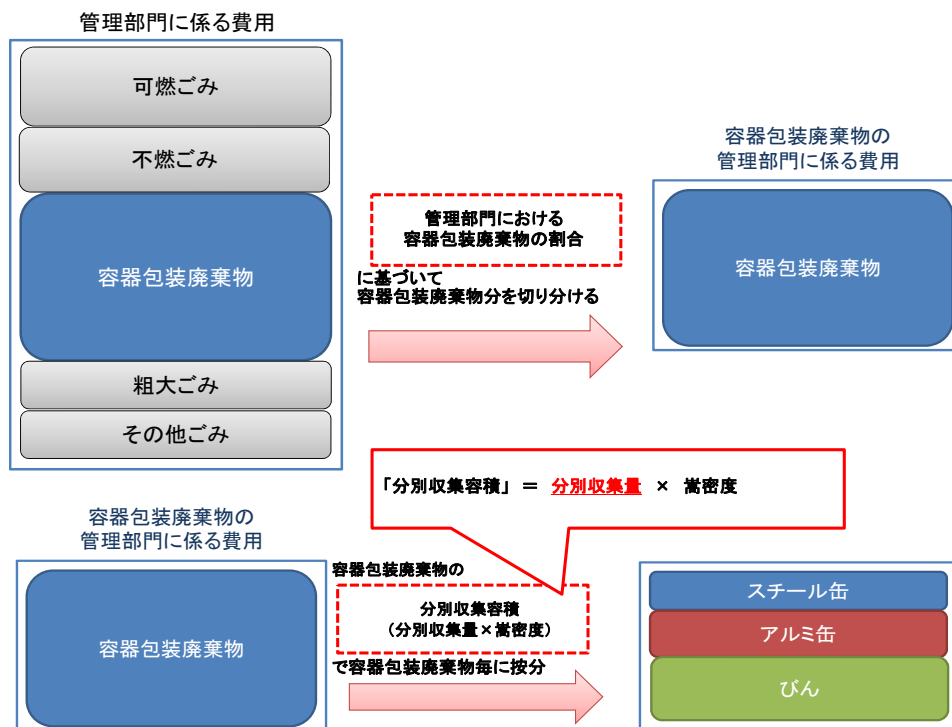 管理部門に係る費用
可燃ごみ
不燃ごみ
容器包装廃棄物
粗大ごみ
その他ごみ
管理部門における
容器包装廃棄物の割合
に基づいて
容器包装廃棄物分を切り分ける
容器包装廃棄物の
管理部門に係る費用
容器包装廃棄物
「分別収集容積」 ＝ 分別収集量 × 嵩密度
容器包装廃棄物の
管理部門に係る費用
容器包装廃棄物
容器包装廃棄物の
分別収集容積
（分別収集量×嵩密度）
で容器包装廃棄物毎に按分
スチール缶
アルミ缶
びん